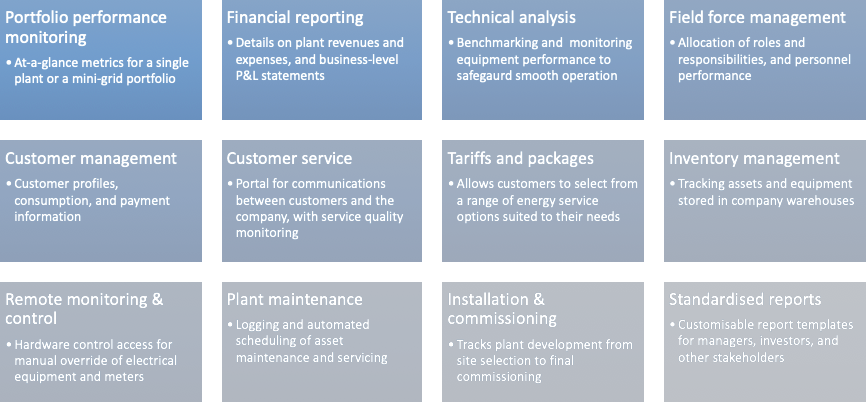 Portfolio performance
monitoring
• At-a-glance metrics for a single
plant or a mini-grid portfolio
Financial reporting
• Details on plant revenues and
expenses, and business-level
P&L statements
Technical analysis
• Benchmarking and  monitoring
equipment performance to
safegaurd smooth operation
Field force management
• Allocation of roles and
responsibilities, and personnel
performance
Customer management
• Customer profiles,
consumption, and payment
information
Customer service
• Portal for communications
between customers and the
company, with service quality
monitoring
Tariffs and packages
• Allows customers to select from
a range of energy service
options suited to their needs
Inventory management
• Tracking assets and equipment
stored in company warehouses
Remote monitoring &
control
• Hardware control access for
manual override of electrical
equipment and meters
Plant maintenance
• Logging and automated
scheduling of asset
maintenance and servicing
Installation &
commissioning
• Tracks plant development from
site selection to final
commissioning
Standardised reports
• Customisable report templates
for managers, investors, and
other stakeholders